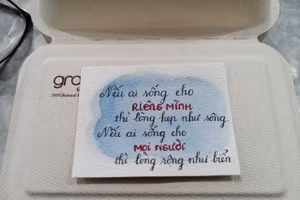 gra
Nếu ai sống cho
RIÊNG MÌNH
thì lòng hẹp như sông
Nếu ai sống cho
MỌI NGƯỜI
thì lòng rộng như biển